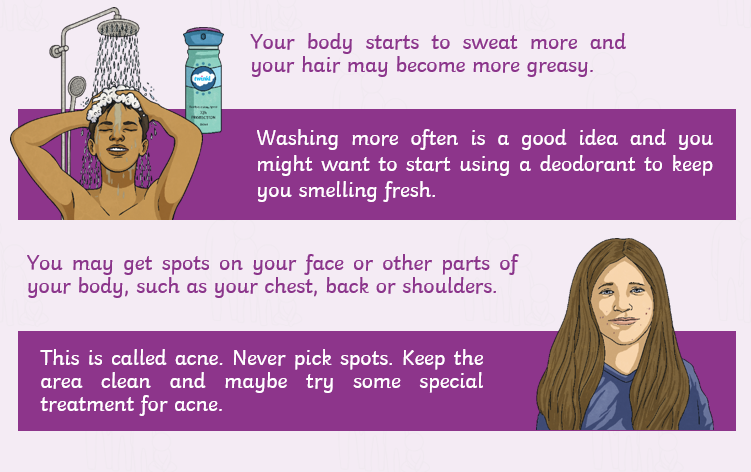 Your body starts to sweat more and
your hair may become more greasy.
twinkl
Washing more often is a good idea and you
might want to start using a deodorant to keep
you smelling fresh.
You may get spots on your face or other parts of
your body, such as your chest, back or shoulders.
This is called acne. Never pick spots. Keep the
area clean and maybe try some special
treatment for acne.